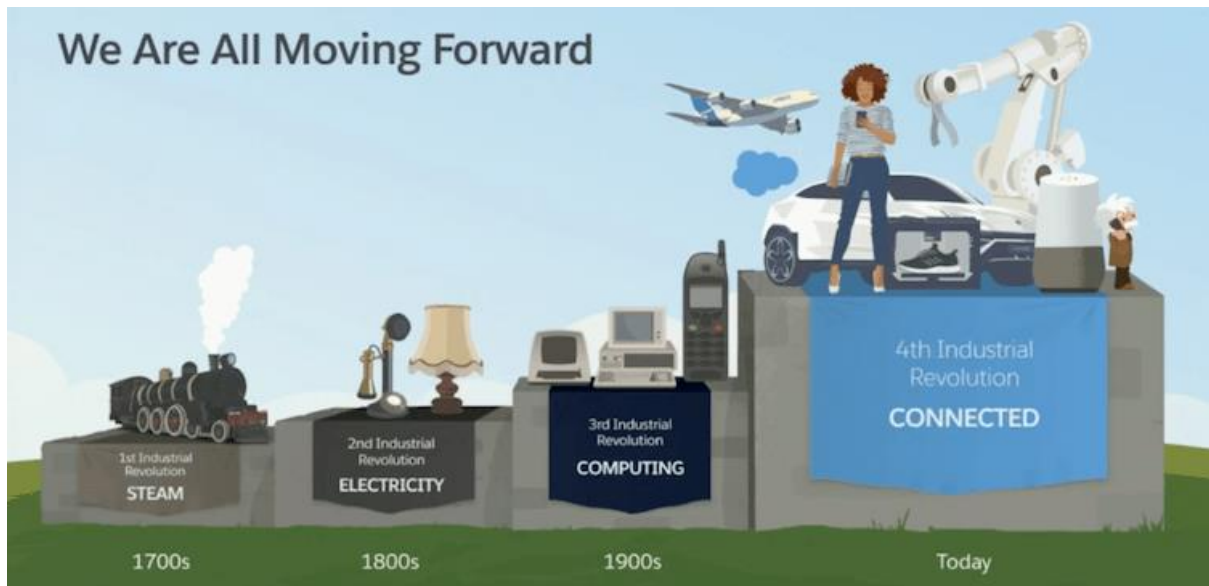 We Are All Moving Forward
1st Industrial
Revolution
STEAM
2nd Industrial
Revolution
ELECTRICITY
3rd Industrial
Revolution
COMPUTING
4th Industrial
Revolution
CONNECTED
1700s
1800s
1900s
Today